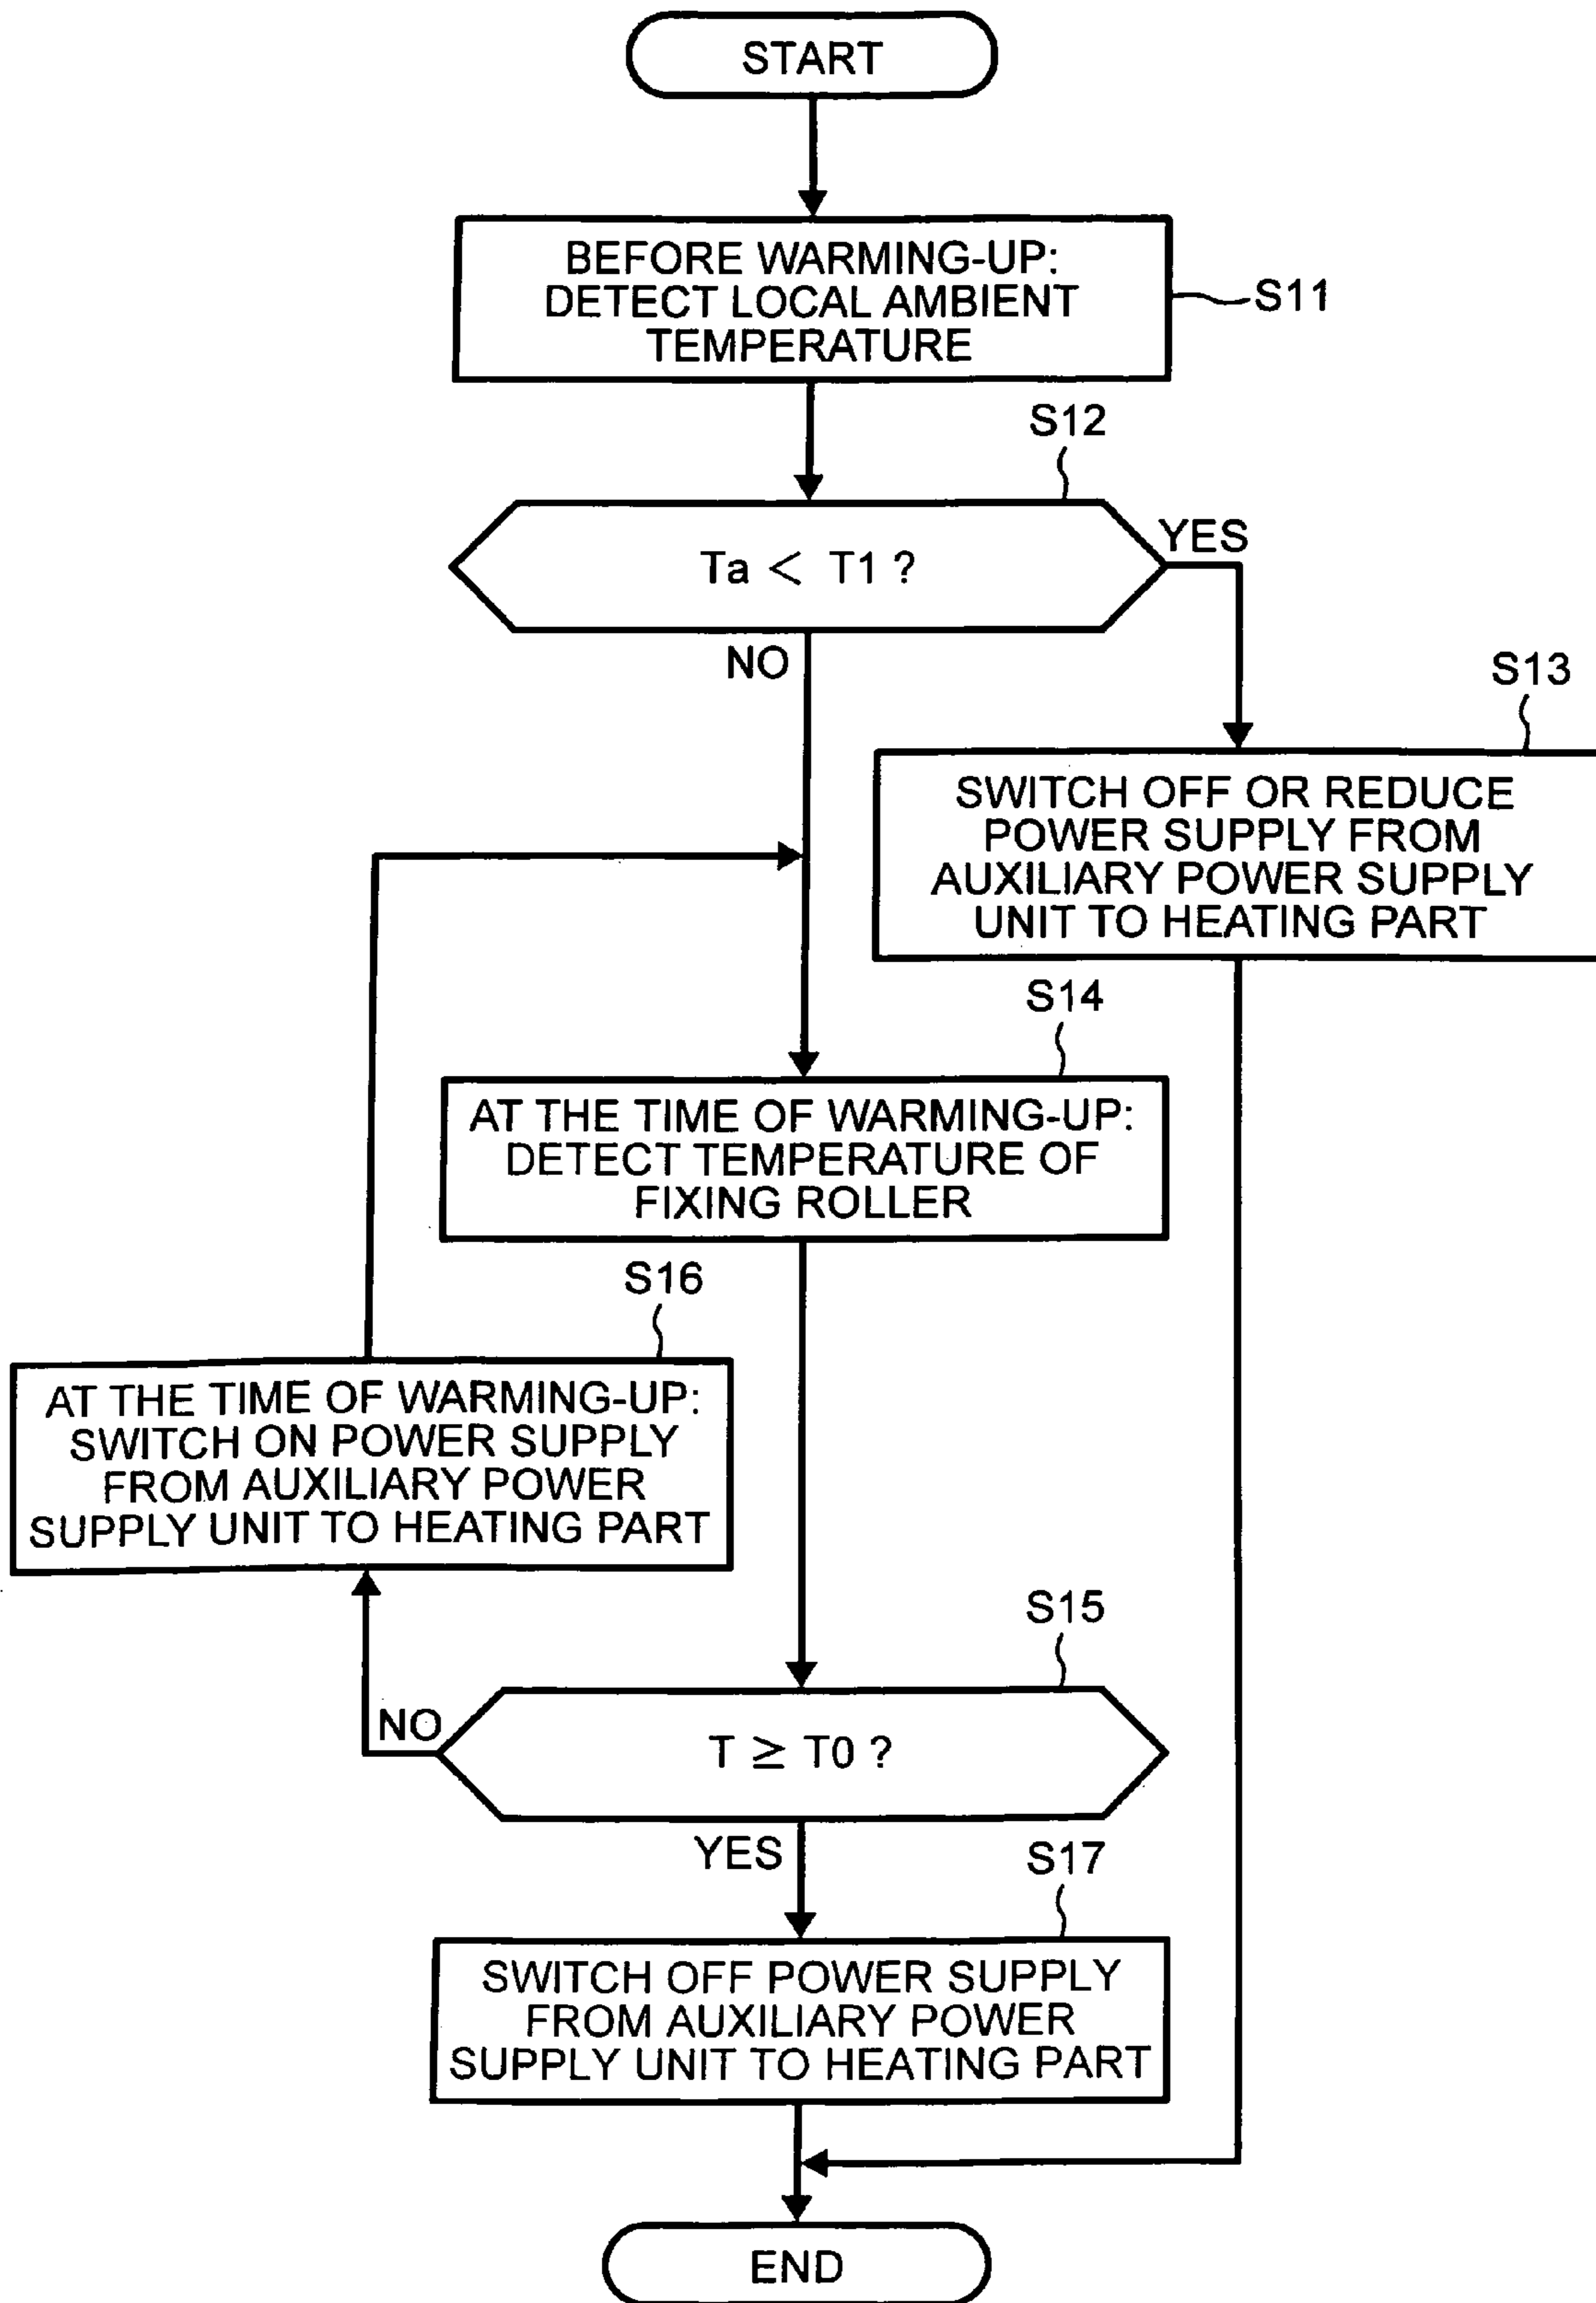 START
BEFORE WARMING-UP:
DETECT LOCAL AMBIENT
TEMPERATURE
S11
S12
Ta < T1 ?
YES
NO
S13
SWITCH OFF OR REDUCE
POWER SUPPLY FROM
AUXILIARY POWER SUPPLY
UNIT TO HEATING PART
S14
AT THE TIME OF WARMING-UP:
DETECT TEMPERATURE OF
FIXING ROLLER
S16
AT THE TIME OF WARMING-UP:
SWITCH ON POWER SUPPLY
FROM AUXILIARY POWER
SUPPLY UNIT TO HEATING PART
S15
NO
T ≥ T0 ?
YES
S17
SWITCH OFF POWER SUPPLY
FROM AUXILIARY POWER
SUPPLY UNIT TO HEATING PART
END